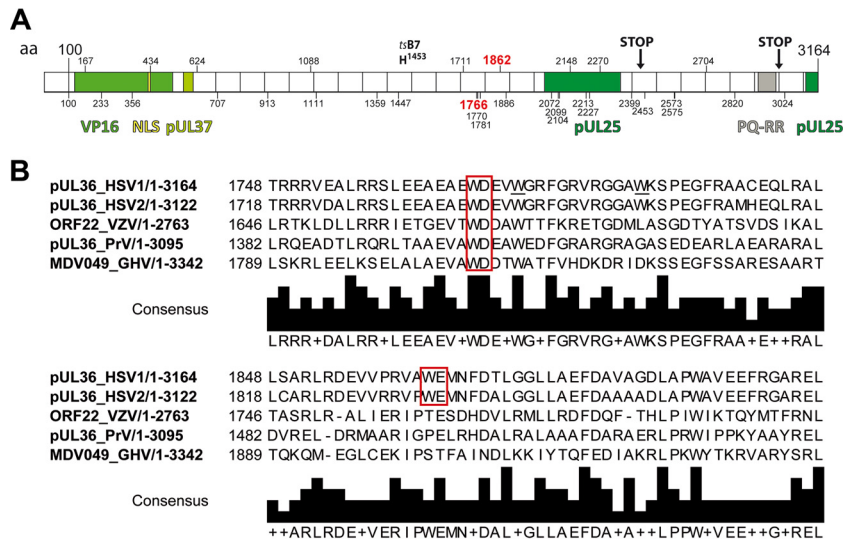 A
aa 100 3164
tsB7
H1453
STOP STOP
167 434 624 1088 1711 1862 2148 2270 2704
100 233 356 707 913 1111 1359 1447 1766 1886 2072 2213 2399 2573 2820 3024
1770 2099 2227 2453 2675
1781 2104
VP16 NLS pUL37 pUL25 PQ-RR pUL25
B
pUL36_HSV1/1-3164 1748 TRRRVEALRRSLEEAEAEWDEVWGRFGRVRGGAWKSPEGFRAACEQLRAL
pUL36_HSV2/1-3122 1718 TRRRVDALRRSLEEAEAEWDEVWGRFGRVRGGAWKSPEGFRAMHEQLRAL
ORF22_VZV/1-2763 1646 LRTKLDLLRRRIETGEVTWDDAWTTFKRETGDMLASGDTYATSVDSIKAL
pUL36_PrV/1-3095 1382 LRQEADTLRQRLTAAEVAWDEAWEDFGRARGRAGASEDEARLAEARARAL
MDV049_GHV/1-3342 1789 LSKRLEELKSELALAEVAWDDTWATFVHDKDRIDKSSEGFSSARESAART
Consensus
LRRR+DALRR+LEEAEV+WDE+WG+FGRVRG+AWKSPEGFRAA+E++RAL
pUL36_HSV1/1-3164 1848 LSARLRDEVVPRVAWEMNFDTLGGLLAEFDAVAGDLAPWAVEEFRGAREL
pUL36_HSV2/1-3122 1818 LCARLRDEVVRRVPWEMNFDALGGLLAEFDAAAADLAPWAVEEFRGAREL
ORF22_VZV/1-2763 1746 TASRLR-ALIERIPTESDHDVLRMLLRDFDQF-THLPIWIKTQYMTFRNL
pUL36_PrV/1-3095 1482 DVREL-DRMAARIGPELRHDALRALAAAFDARAERLPRWIPPKYAAYREL
MDV049_GHV/1-3342 1889 TQKQM-EGLCEKIPSTFAINDLKKIYTQFEDIAKRLPKWYTKRVARYSRL
Consensus
++ARLRDE+VERIPWEMN+DAL+GLLAEFDA+A++LPPW+VEE++G+REL